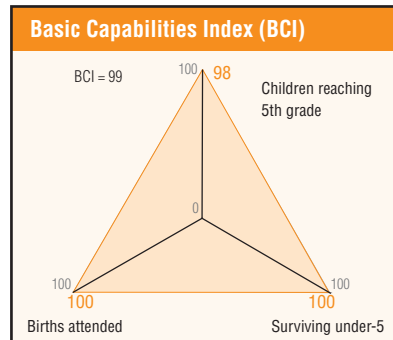 Basic Capabilities Index (BCI)
BCI = 99
100
98
Children reaching
5th grade
0
100
100
100
100
Births attended
Surviving under-5